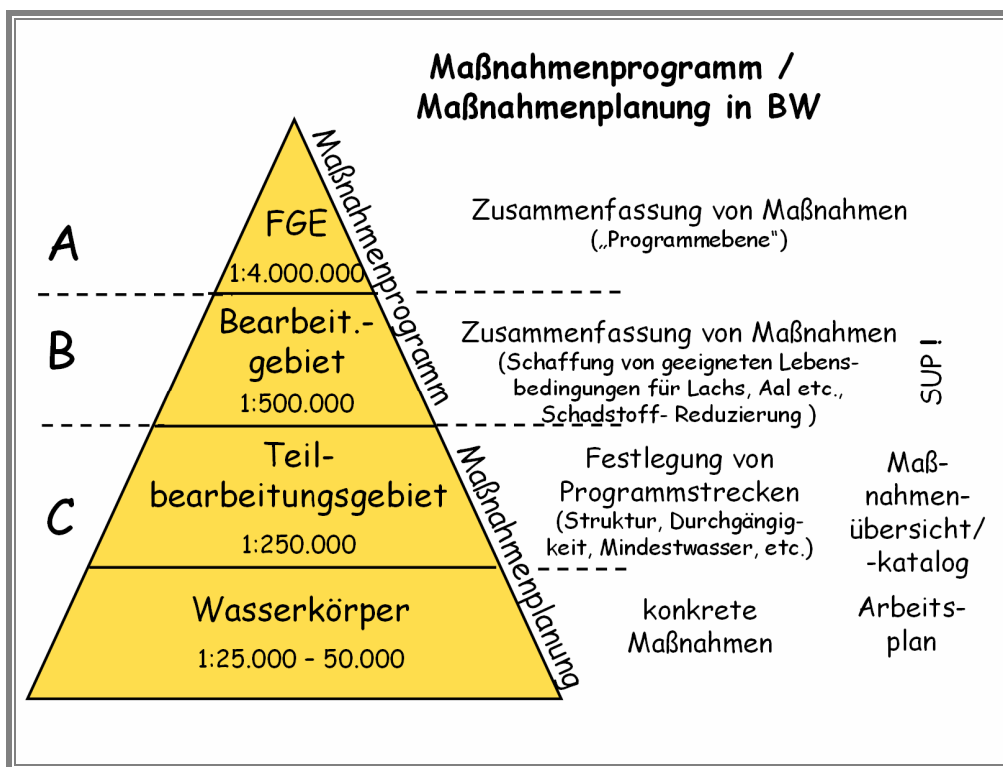 Maßnahmenprogramm /
Maßnahmenplanung in BW
Maßnahmenprogramm
A
FGE
1:4.000.000
Zusammenfassung von Maßnahmen
(„Programmebene“)
B
Bearbeit.-
gebiet
1:500.000
Zusammenfassung von Maßnahmen
(Schaffung von geeigneten Lebens-
bedingungen für Lachs, Aal etc.,
Schadstoff- Reduzierung )
SUP!
Maßnahmenplanung
C
Teil-
bearbeitungsgebiet
1:250.000
Festlegung von
Programmstrecken
(Struktur, Durchgängig-
keit, Mindestwasser, etc.)
Maß-
nahmen-
übersicht/
-katalog
Wasserkörper
1:25.000 - 50.000
konkrete
Maßnahmen
Arbeits-
plan